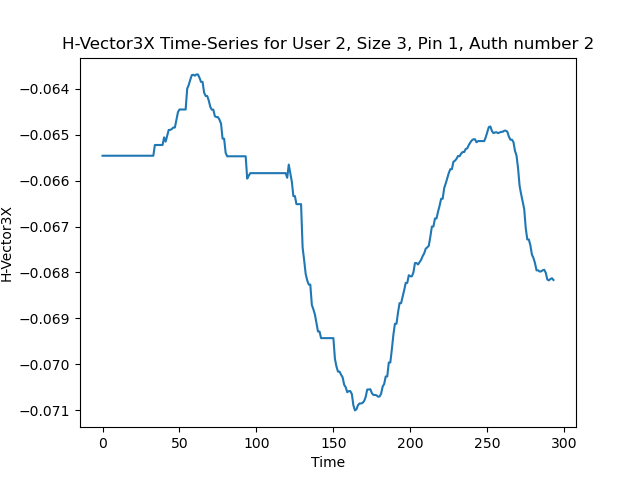 H-Vector3X Time-Series for User 2, Size 3, Pin 1, Auth number 2
−0.064
−0.065
−0.066
−0.067
−0.068
−0.069
−0.070
−0.071
H-Vector3X
0 50 100 150 200 250 300
Time